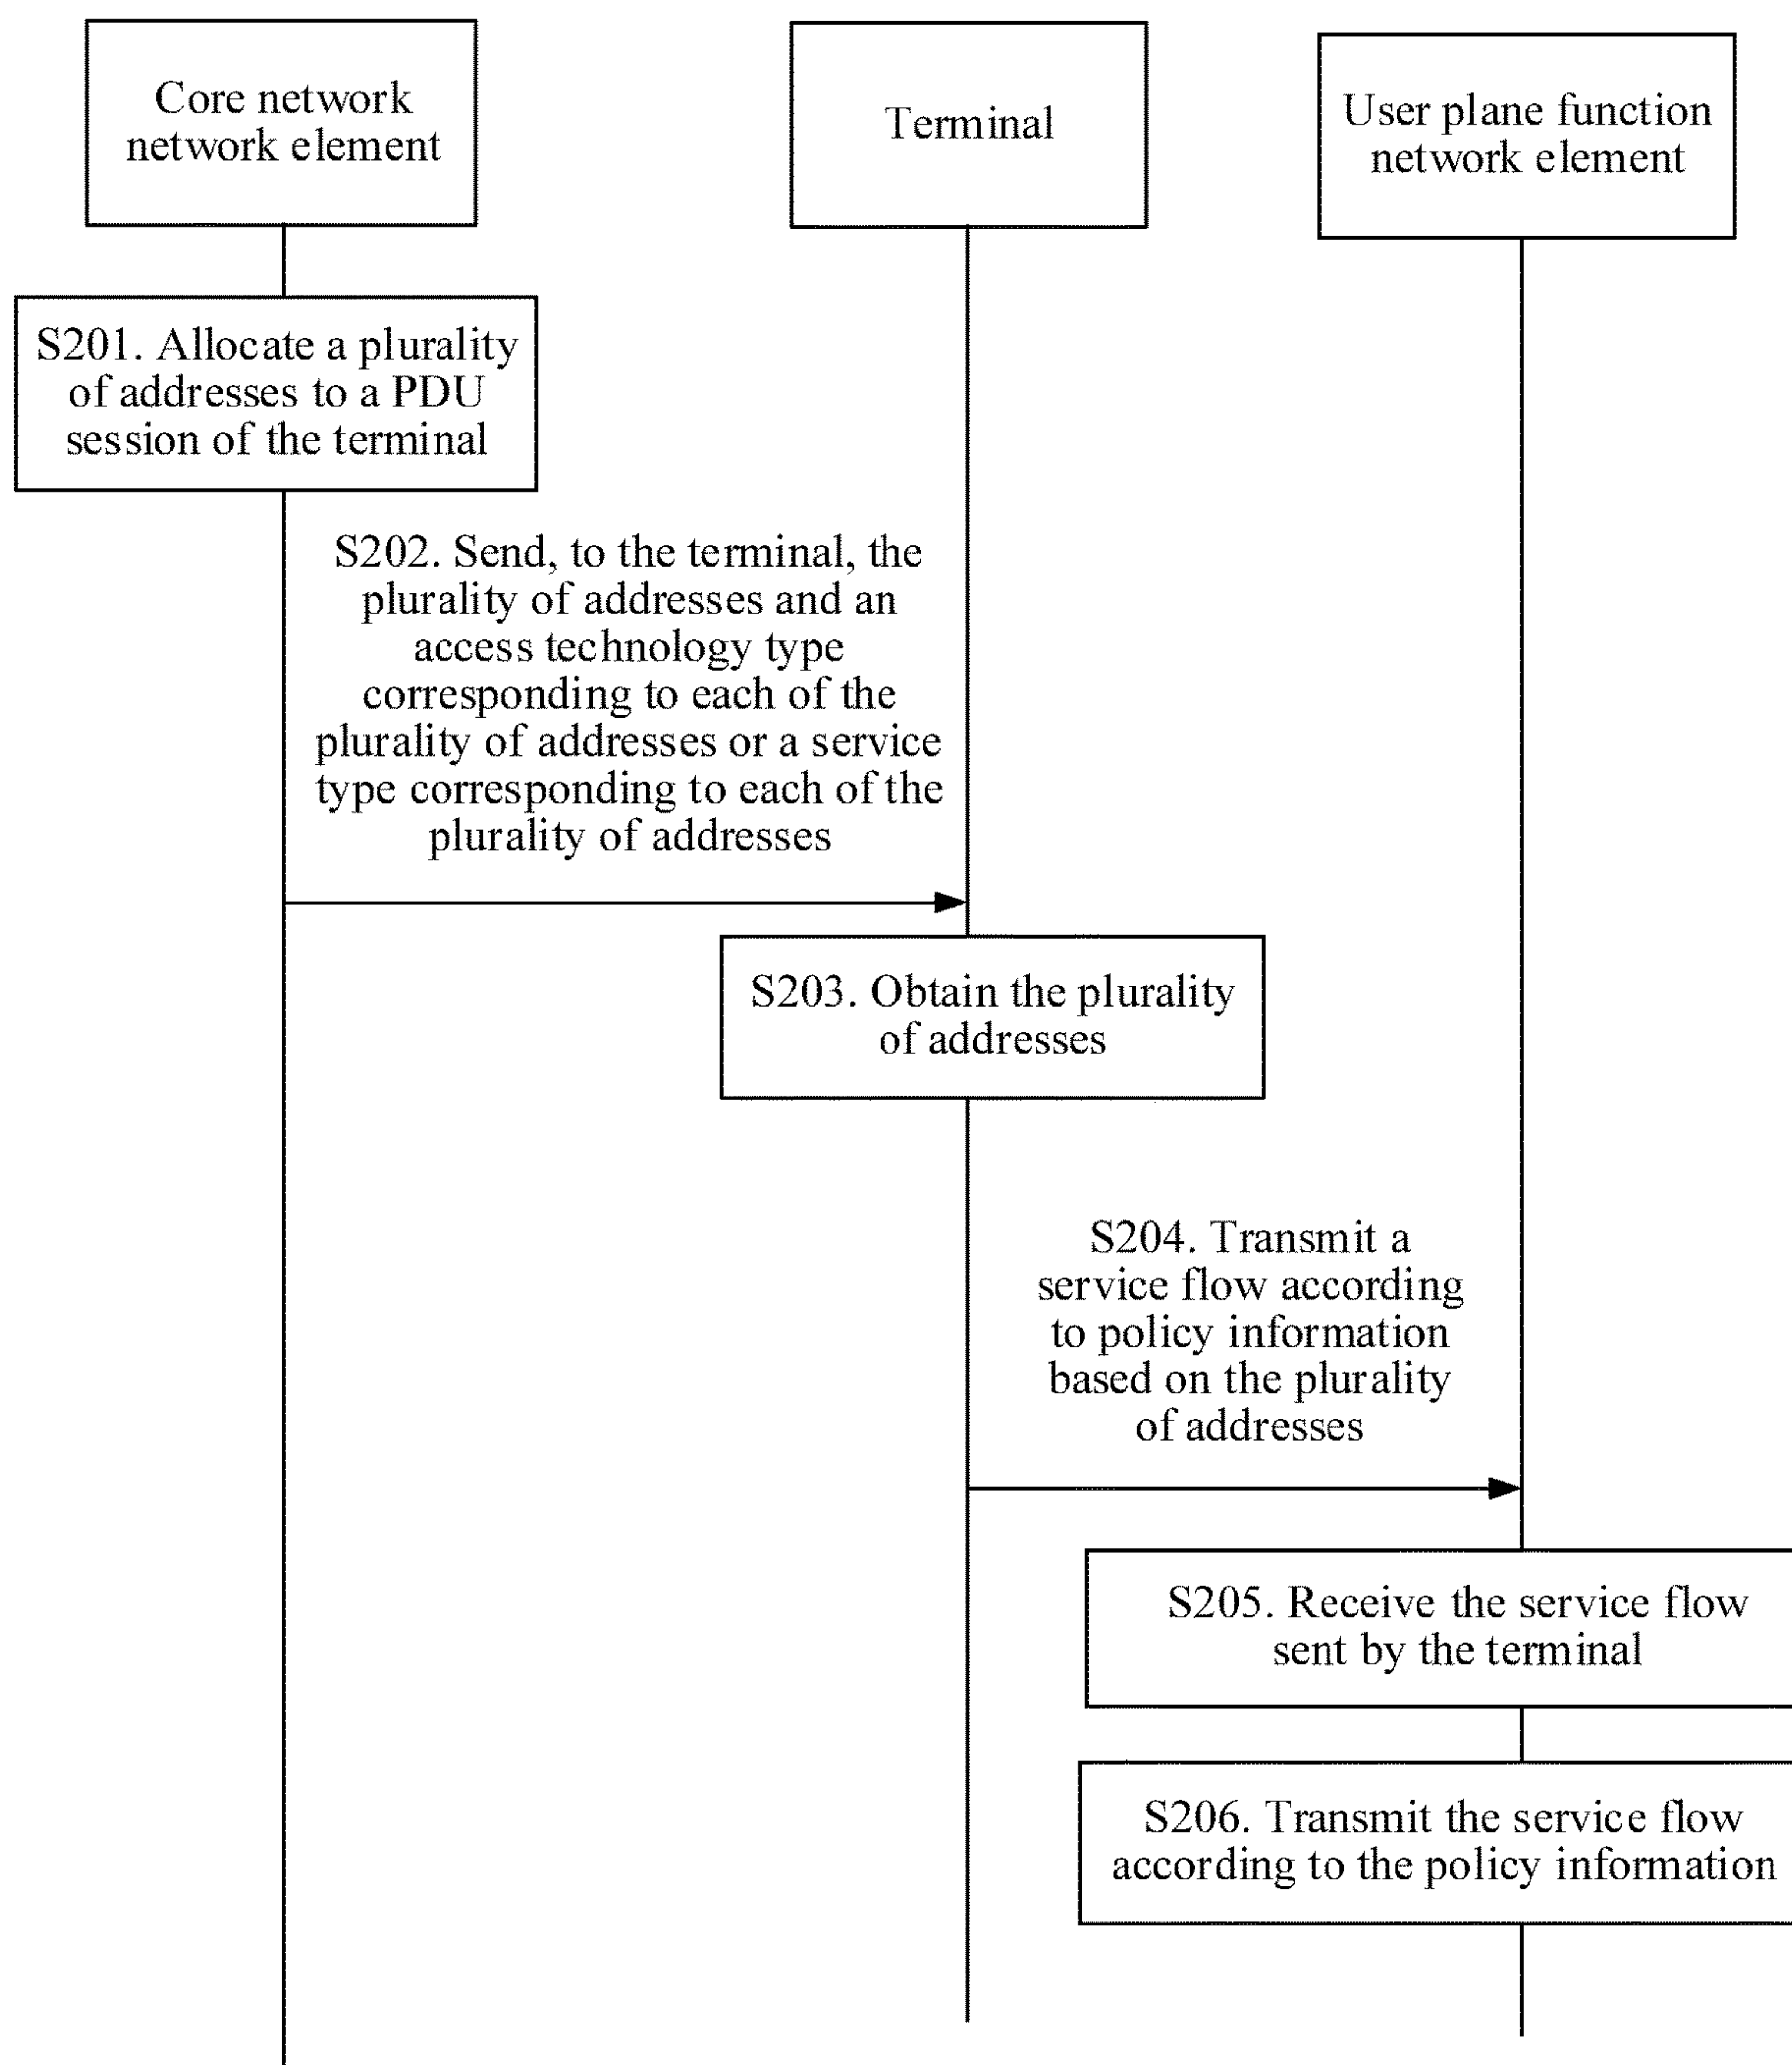 Core network
network element
Terminal
User plane function
network element
S201. Allocate a plurality
of addresses to a PDU
session of the terminal
S202. Send, to the terminal, the
plurality of addresses and an
access technology type
corresponding to each of the
plurality of addresses or a service
type corresponding to each of the
plurality of addresses
S203. Obtain the plurality
of addresses
S204. Transmit a
service flow according
to policy information
based on the plurality
of addresses
S205. Receive the service flow
sent by the terminal
S206. Transmit the service flow
according to the policy information